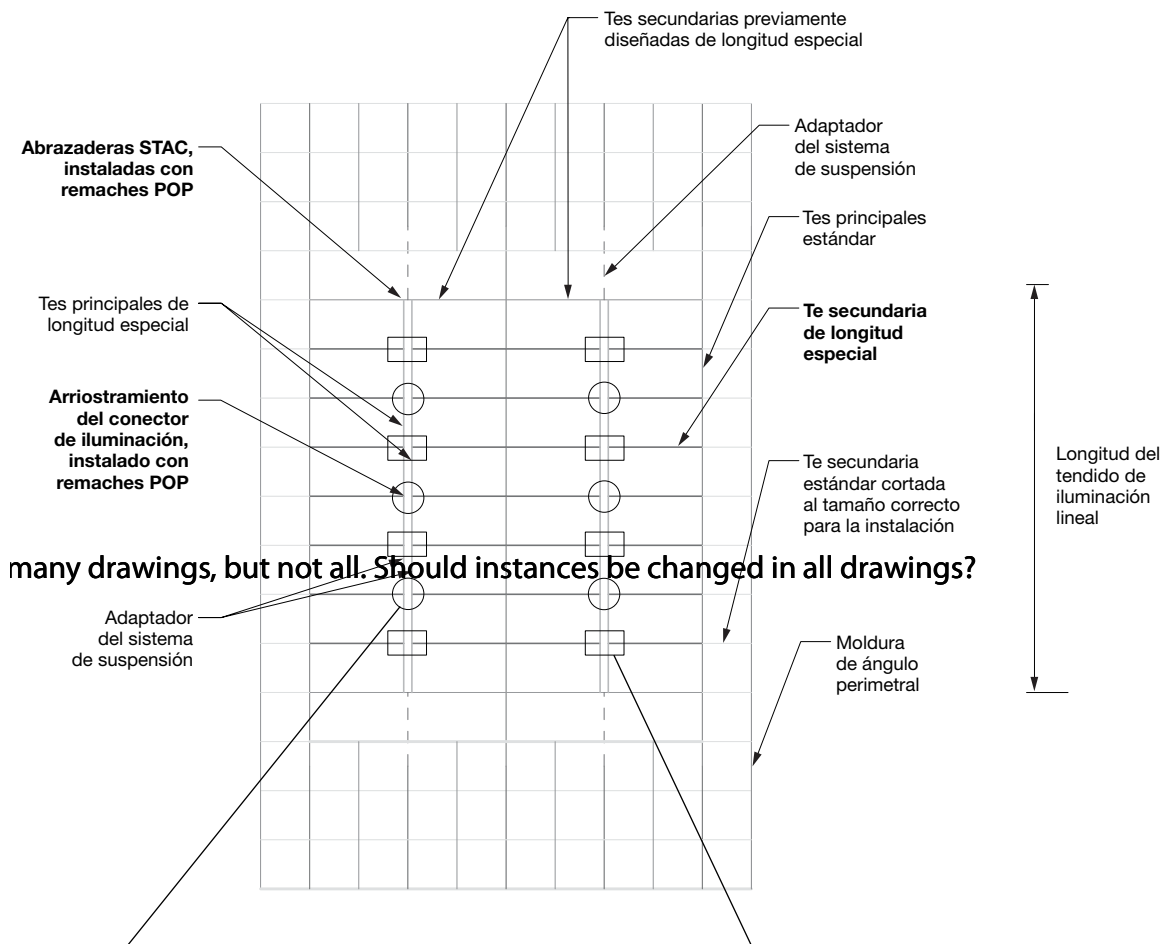 Tes secundarias previamente
diseñadas de longitud especial
Abrazaderas STAC,
instaladas con
remaches POP
Adaptador
del sistema
de suspensión
Tes principales
estándar
Tes principales de
longitud especial
Te secundaria
de longitud
especial
Arriostramiento
del conector
de iluminación,
instalado con
remaches POP
Te secundaria
estándar cortada
al tamaño correcto
para la instalación
Longitud del
tendido de
iluminación
lineal
many drawings, but not all. Should instances be changed in all drawings?
Adaptador
del sistema
de suspensión
Moldura
de ángulo
perimetral